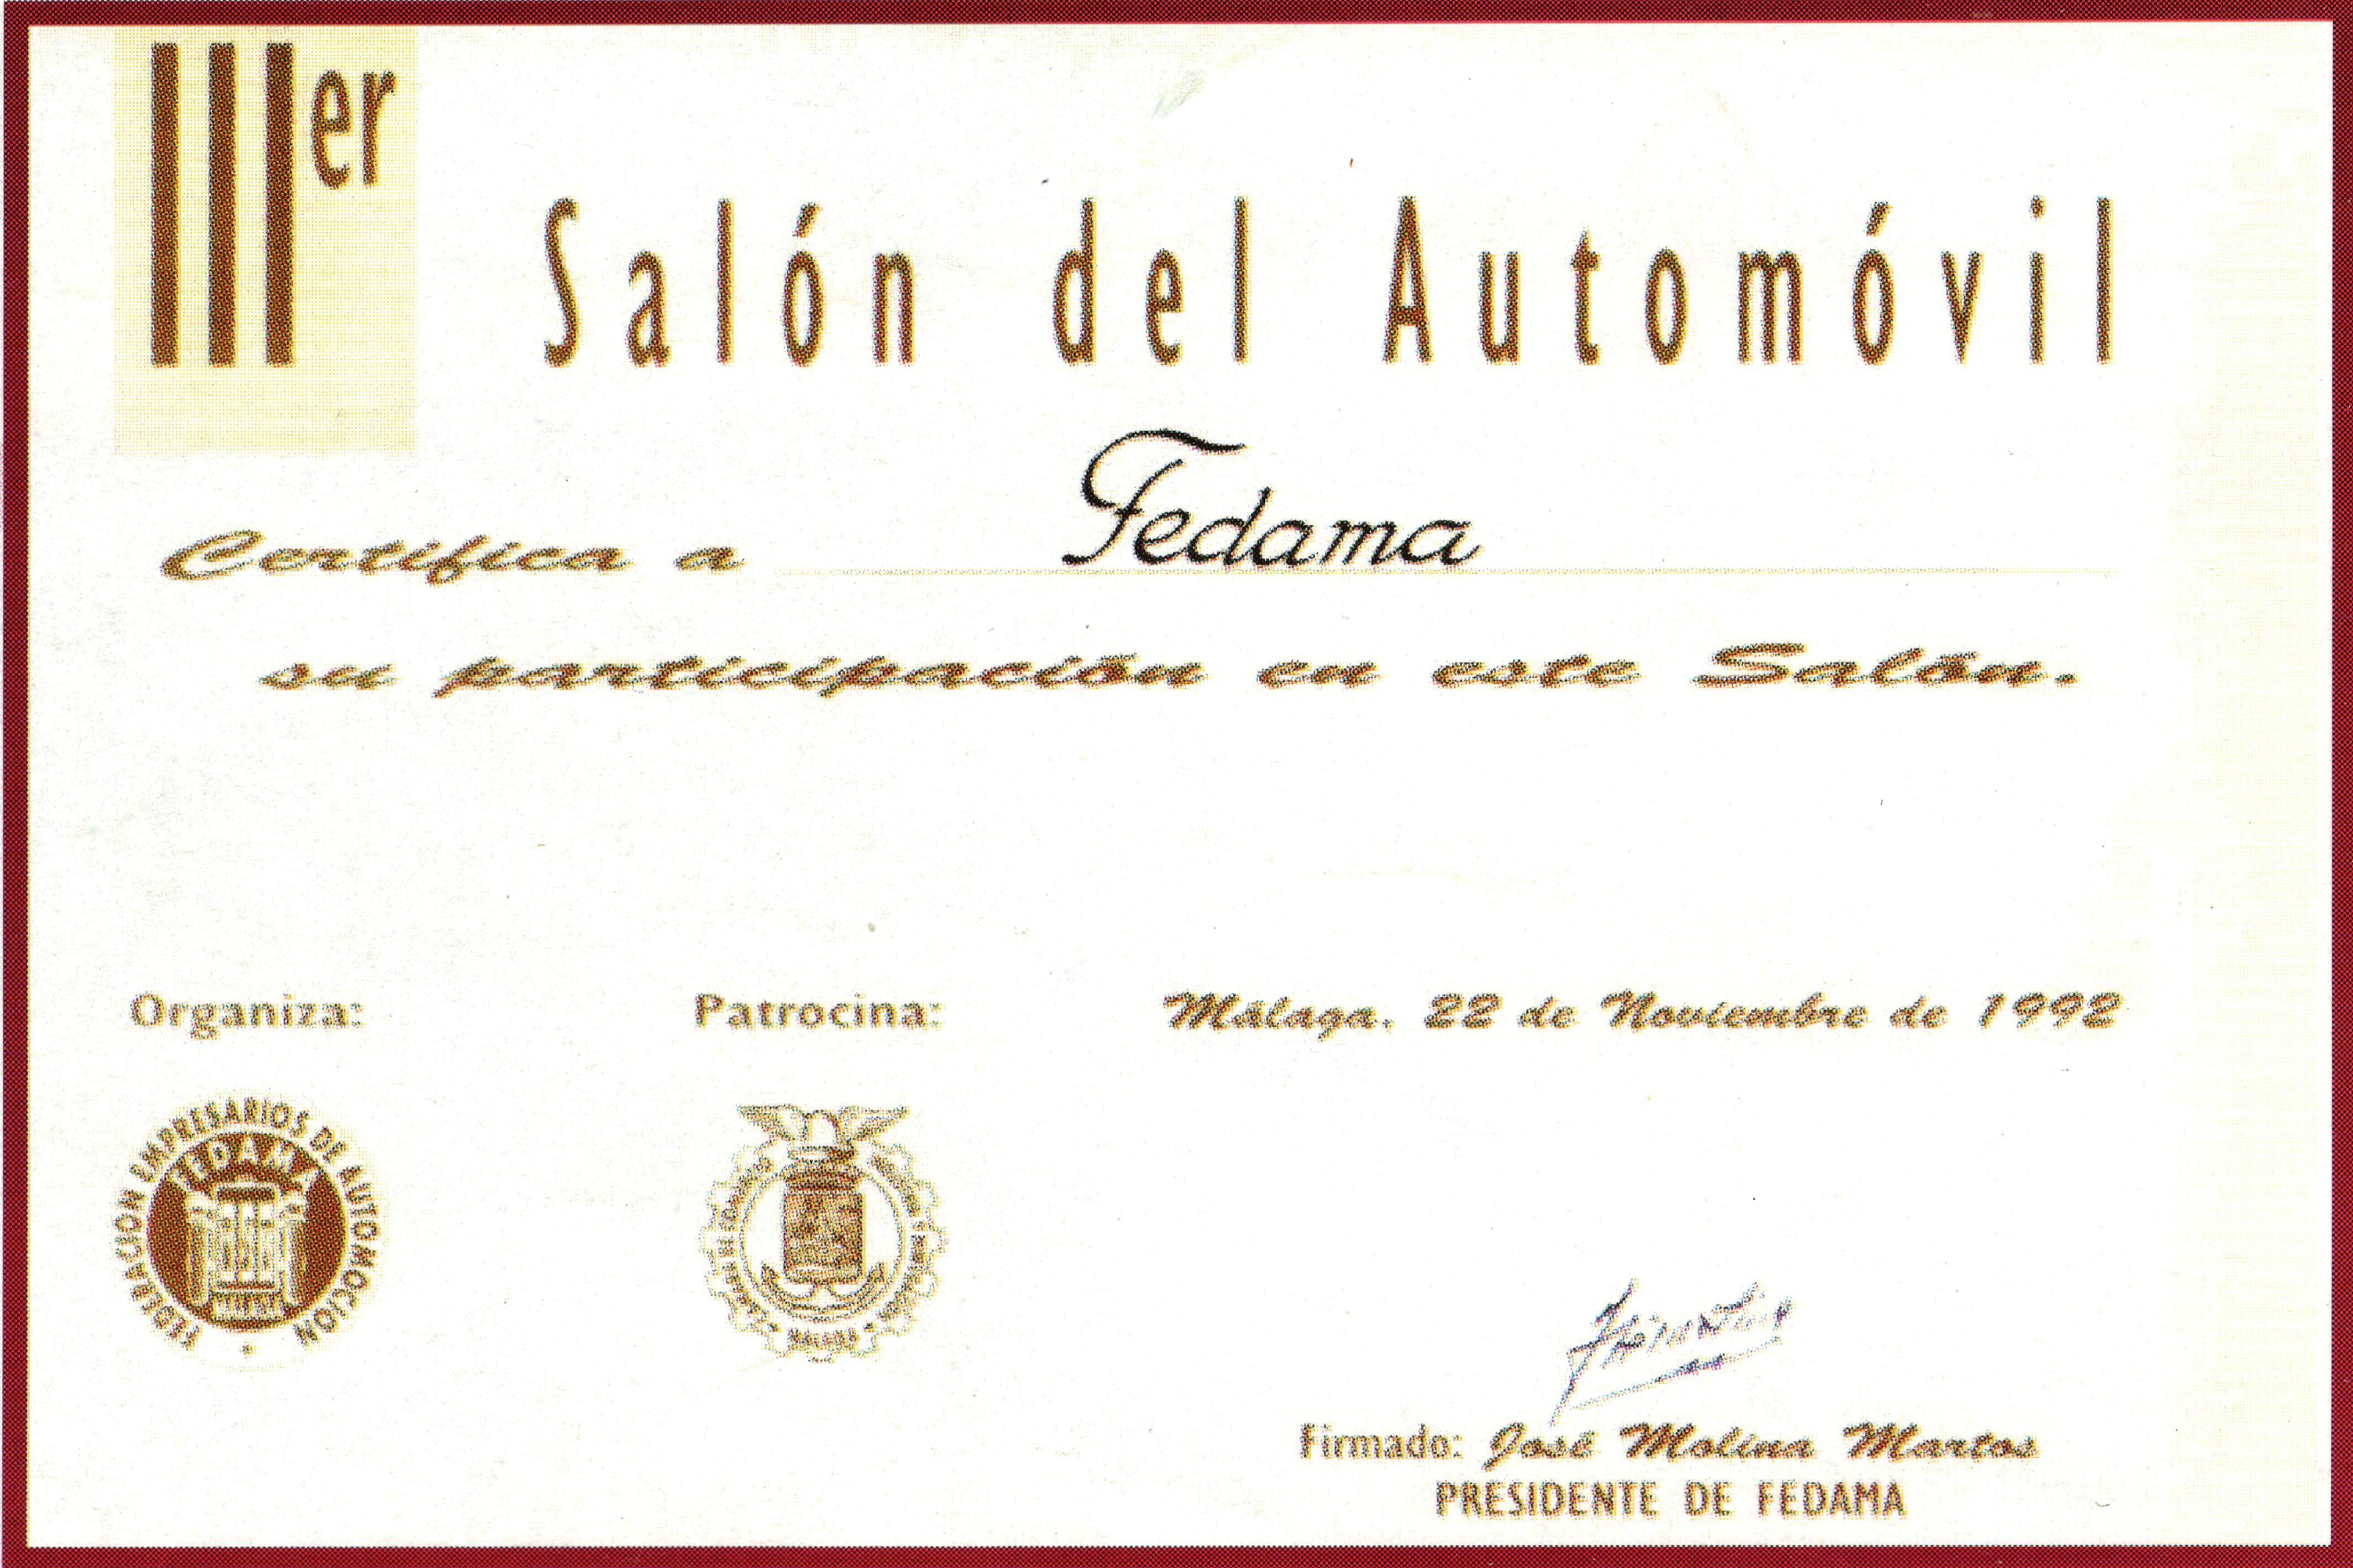 IIIer
Salón del Automóvil
Certifica a Fedama
su participación en este Salón.
Organiza:
Patrocina:
Málaga, 22 de Noviembre de 1992
FEDERACION EMPRESARIOS DE AUTOMOCION
FEDAMA
MALAGA
Firmado: José Molina Martos
PRESIDENTE DE FEDAMA